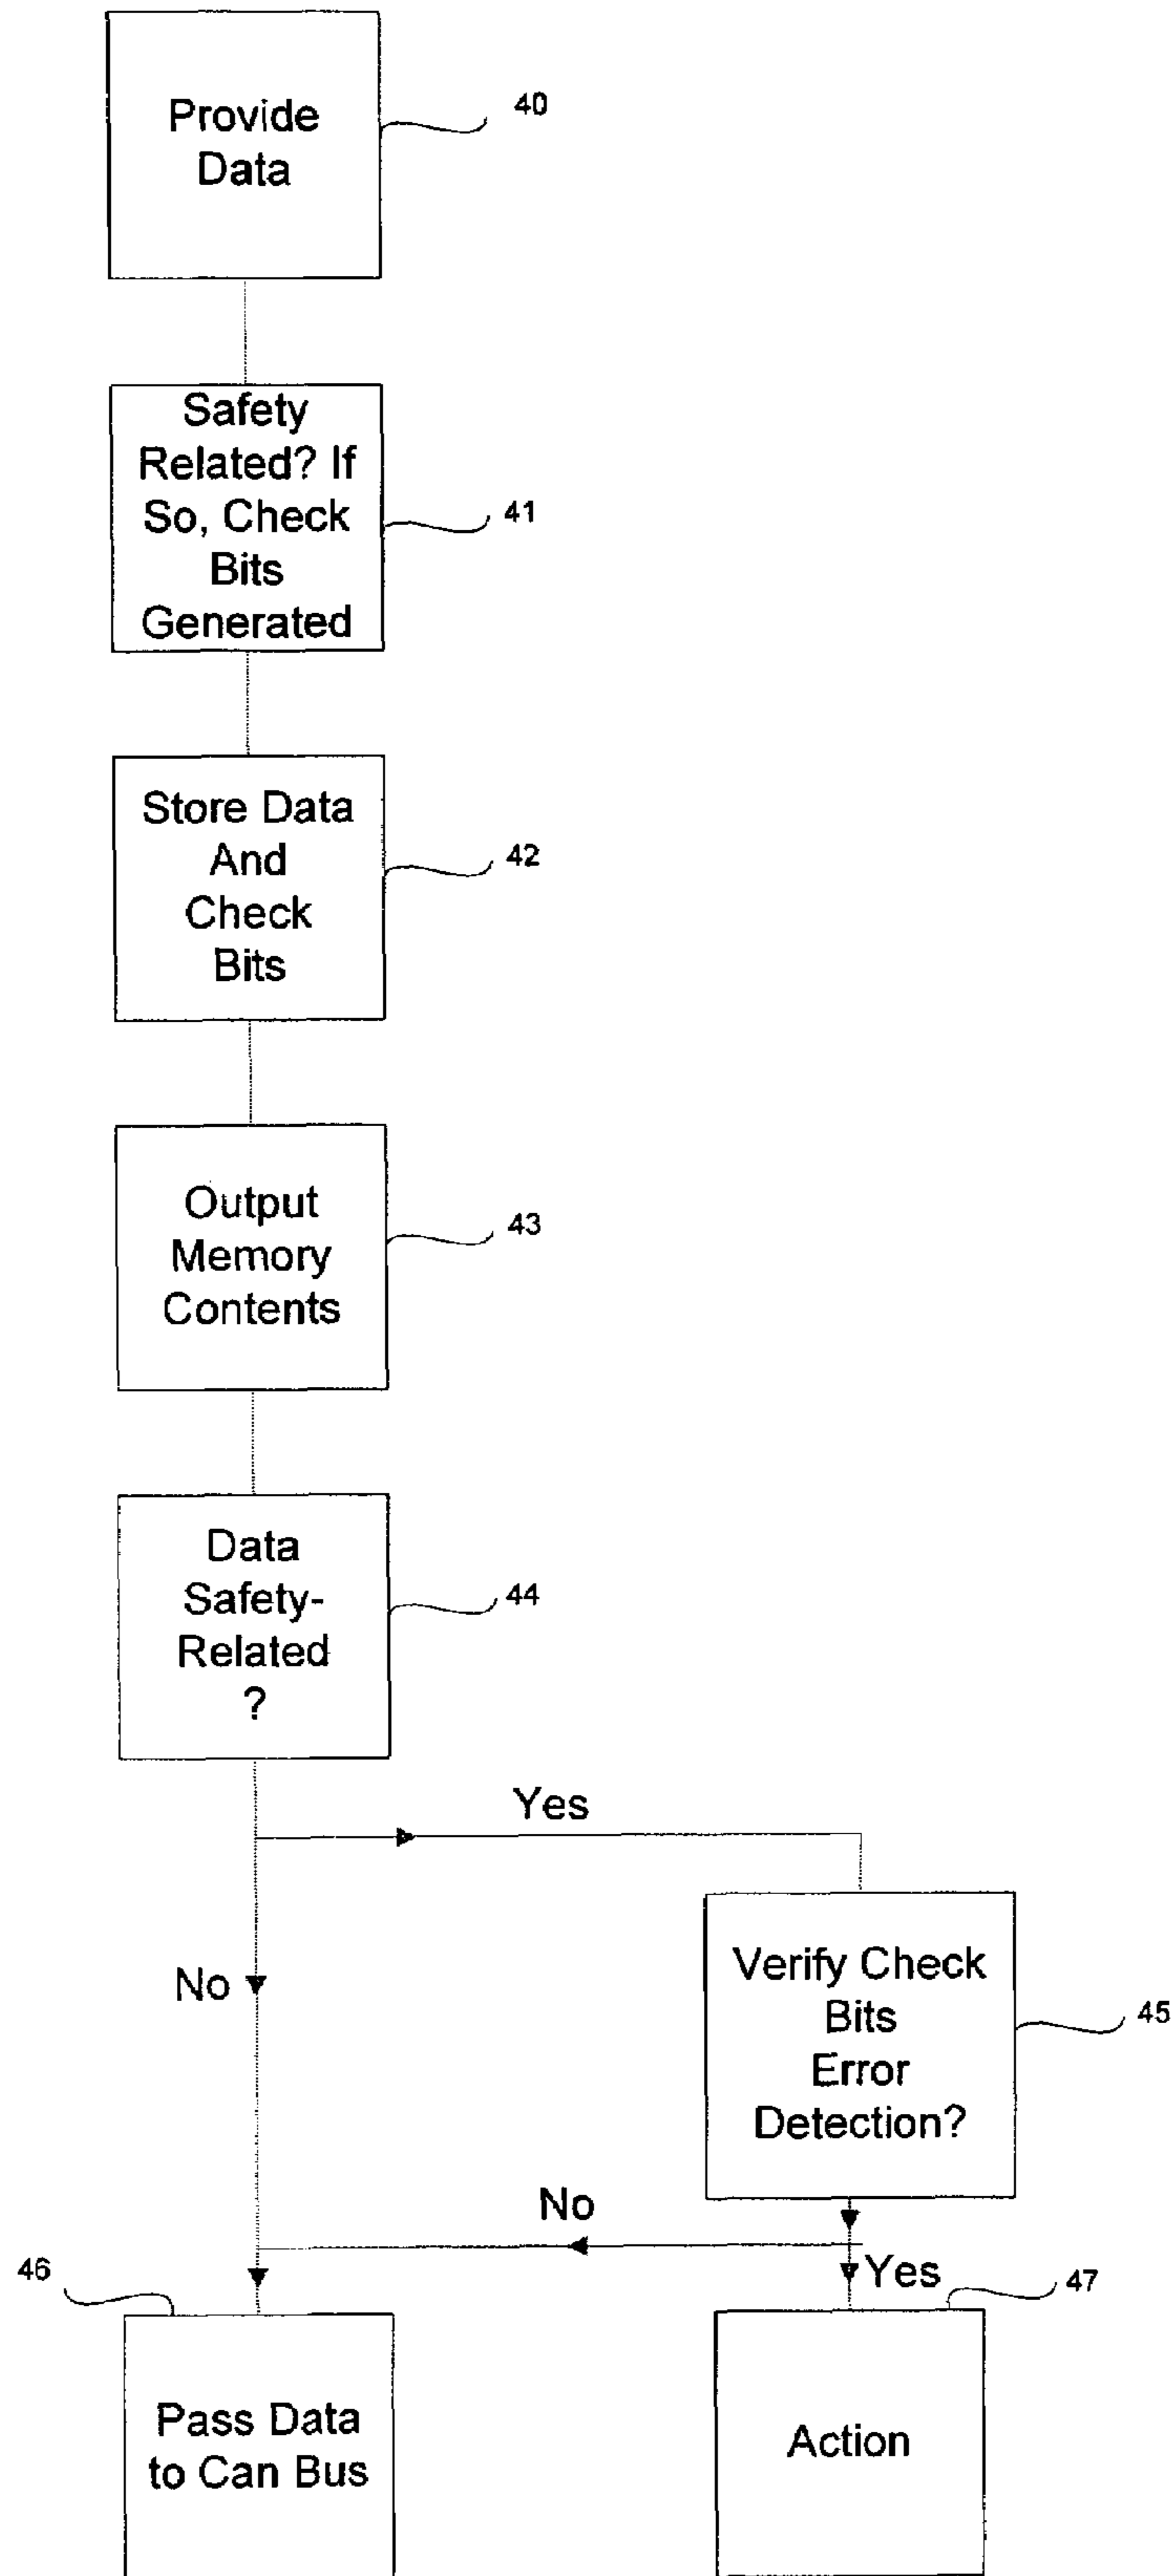 Provide
Data
40
Safety
Related? If
So, Check
Bits
Generated
41
Store Data
And
Check
Bits
42
Output
Memory
Contents
43
Data
Safety-
Related
?
44
Yes
No
Verify Check
Bits
Error
Detection?
45
No
Yes
46
47
Pass Data
to Can Bus
Action